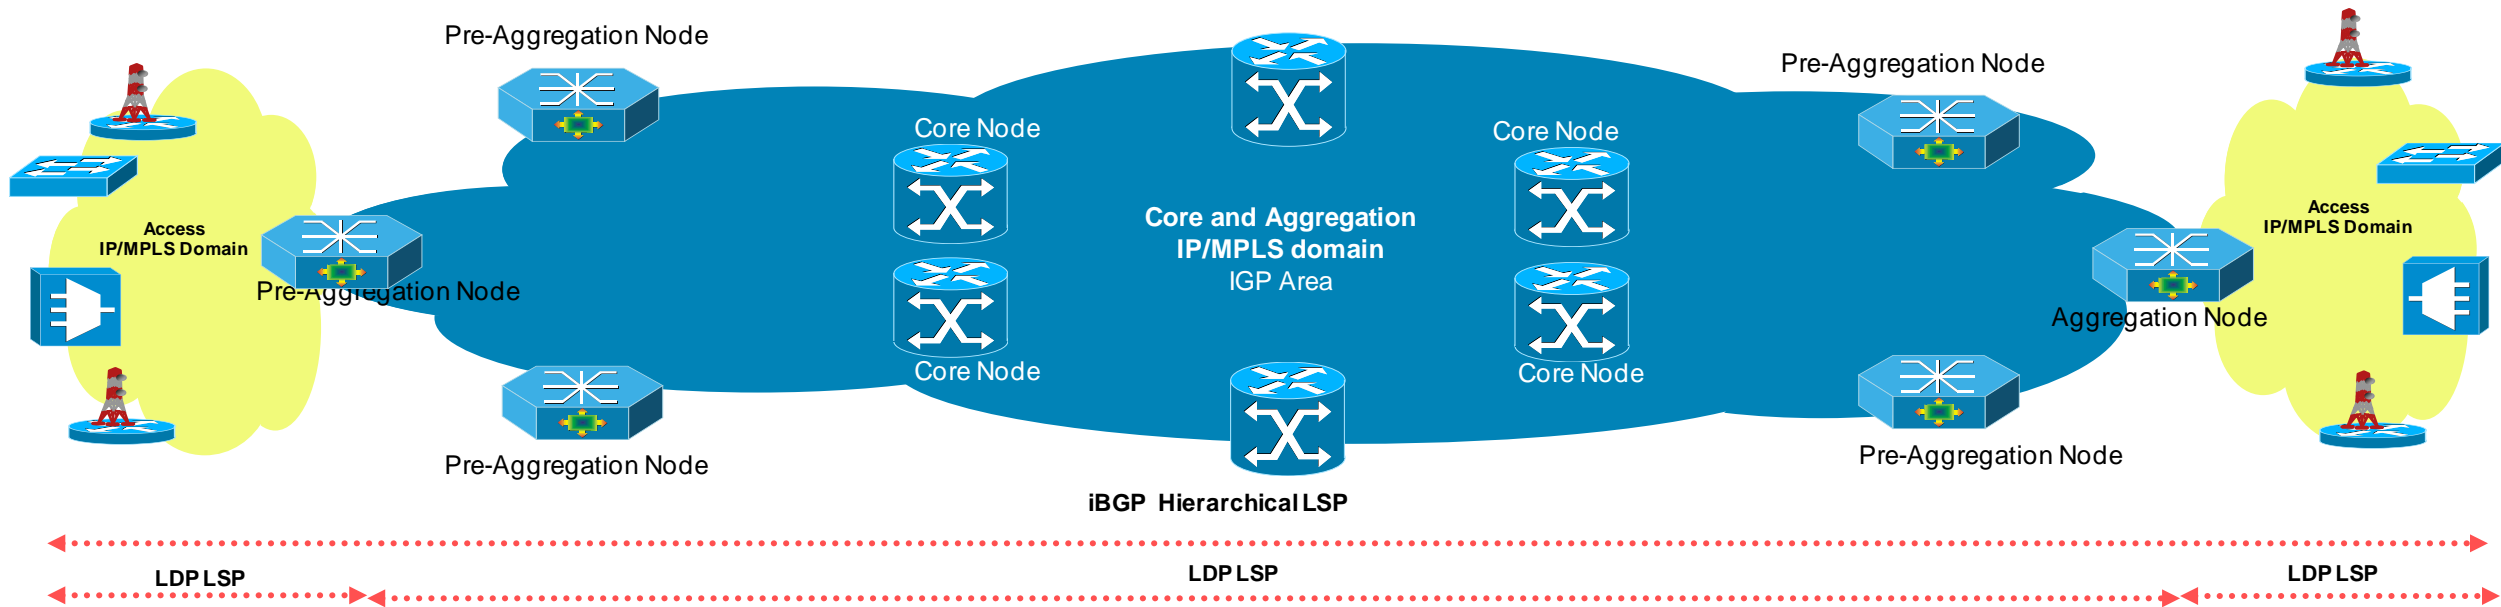 Pre-Aggregation Node
Pre-Aggregation Node
Core Node
Core Node
Access
IP/MPLS Domain
Core and Aggregation
IP/MPLS domain
IGP Area
Access
IP/MPLS Domain
Pre-Aggregation Node
Aggregation Node
Core Node
Core Node
Pre-Aggregation Node
Pre-Aggregation Node
iBGP Hierarchical LSP
LDP LSP
LDP LSP
LDP LSP